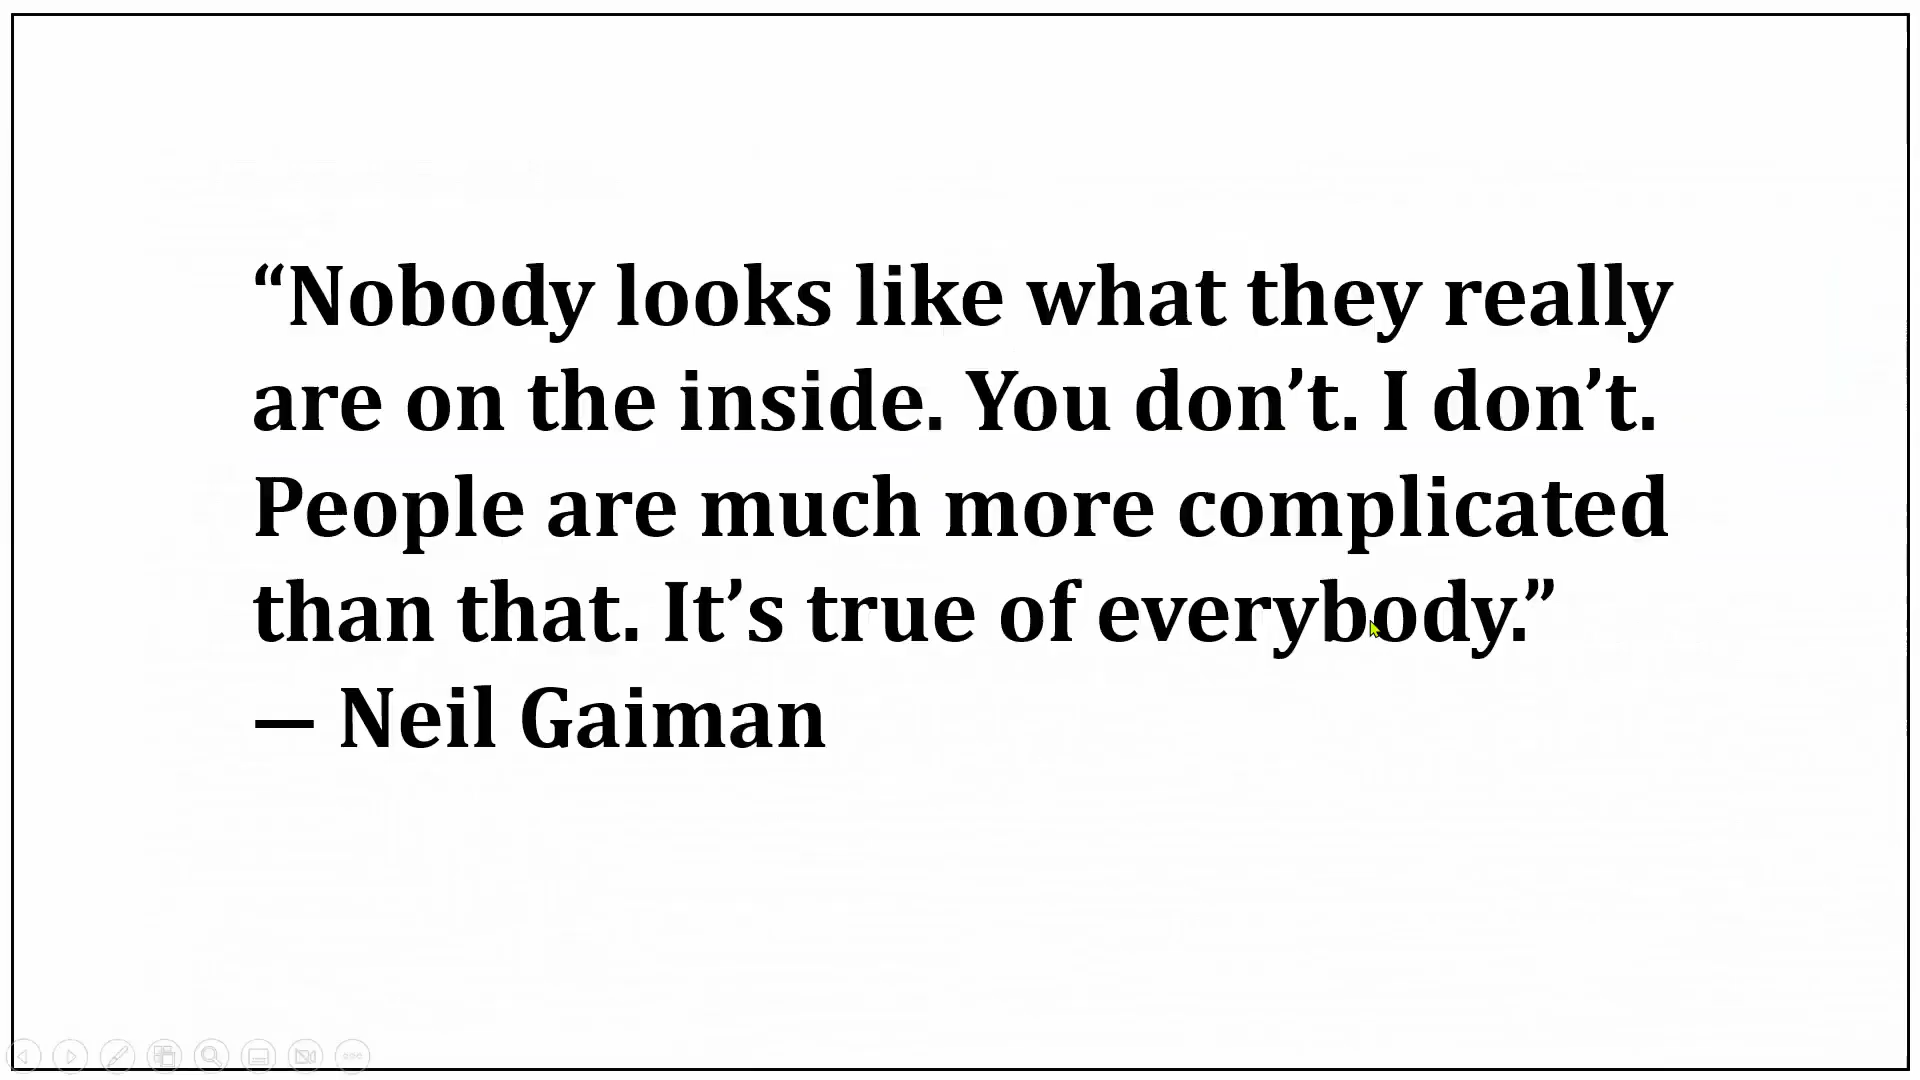 “Nobody looks like what they really
are on the inside. You don’t. I don’t.
People are much more complicated
than that. It’s true of everybody.”
— Neil Gaiman